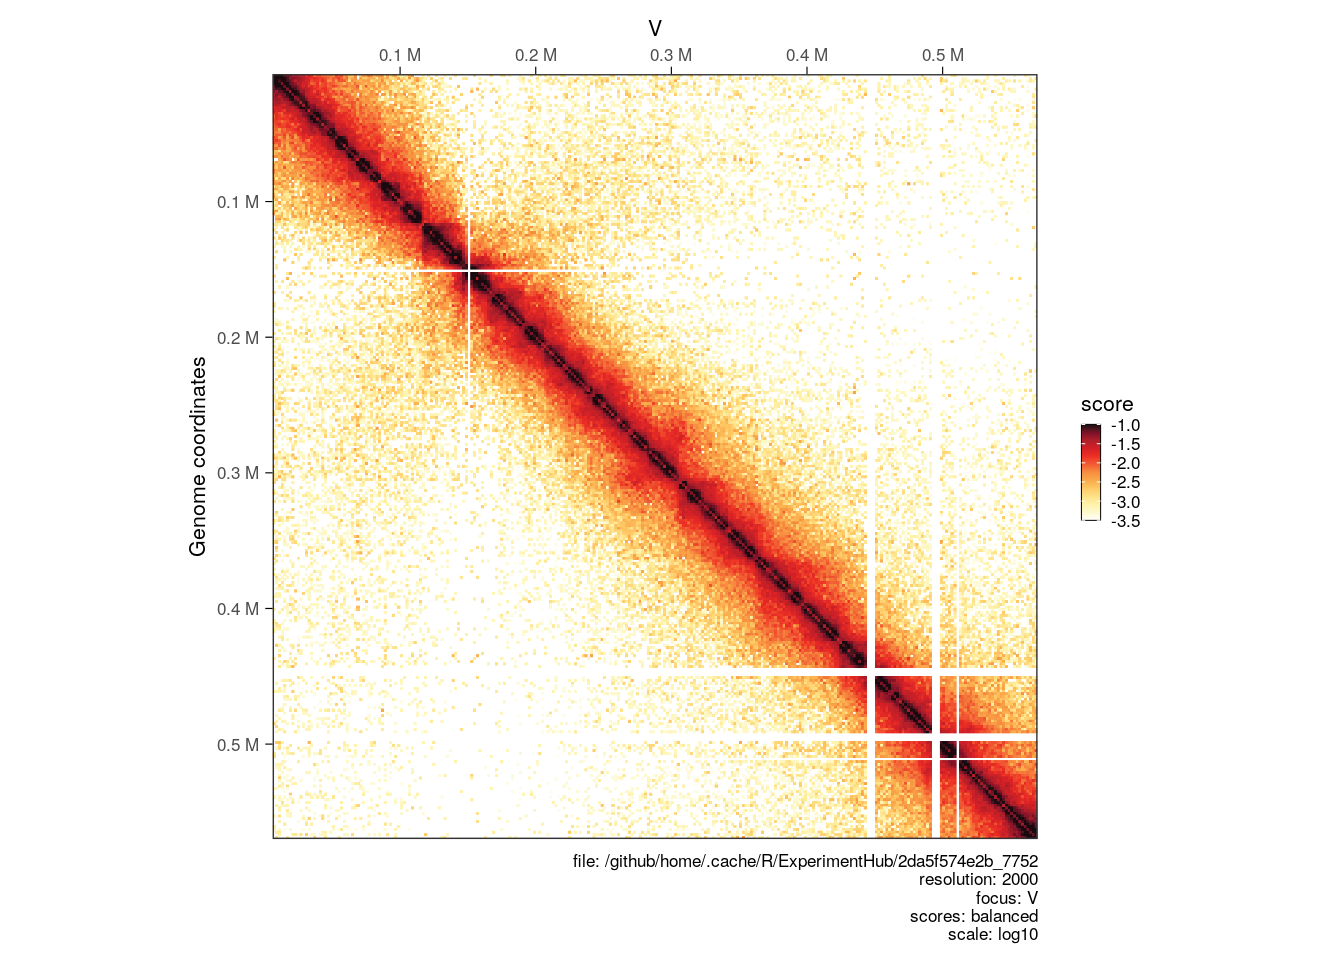 V
0.1 M 0.2 M 0.3 M 0.4 M 0.5 M
0.1 M
0.2 M
0.3 M
0.4 M
0.5 M
Genome coordinates
score
-1.0
-1.5
-2.0
-2.5
-3.0
-3.5
file: /github/home/.cache/R/ExperimentHub/2da5f574e2b_7752
resolution: 2000
focus: V
scores: balanced
scale: log10